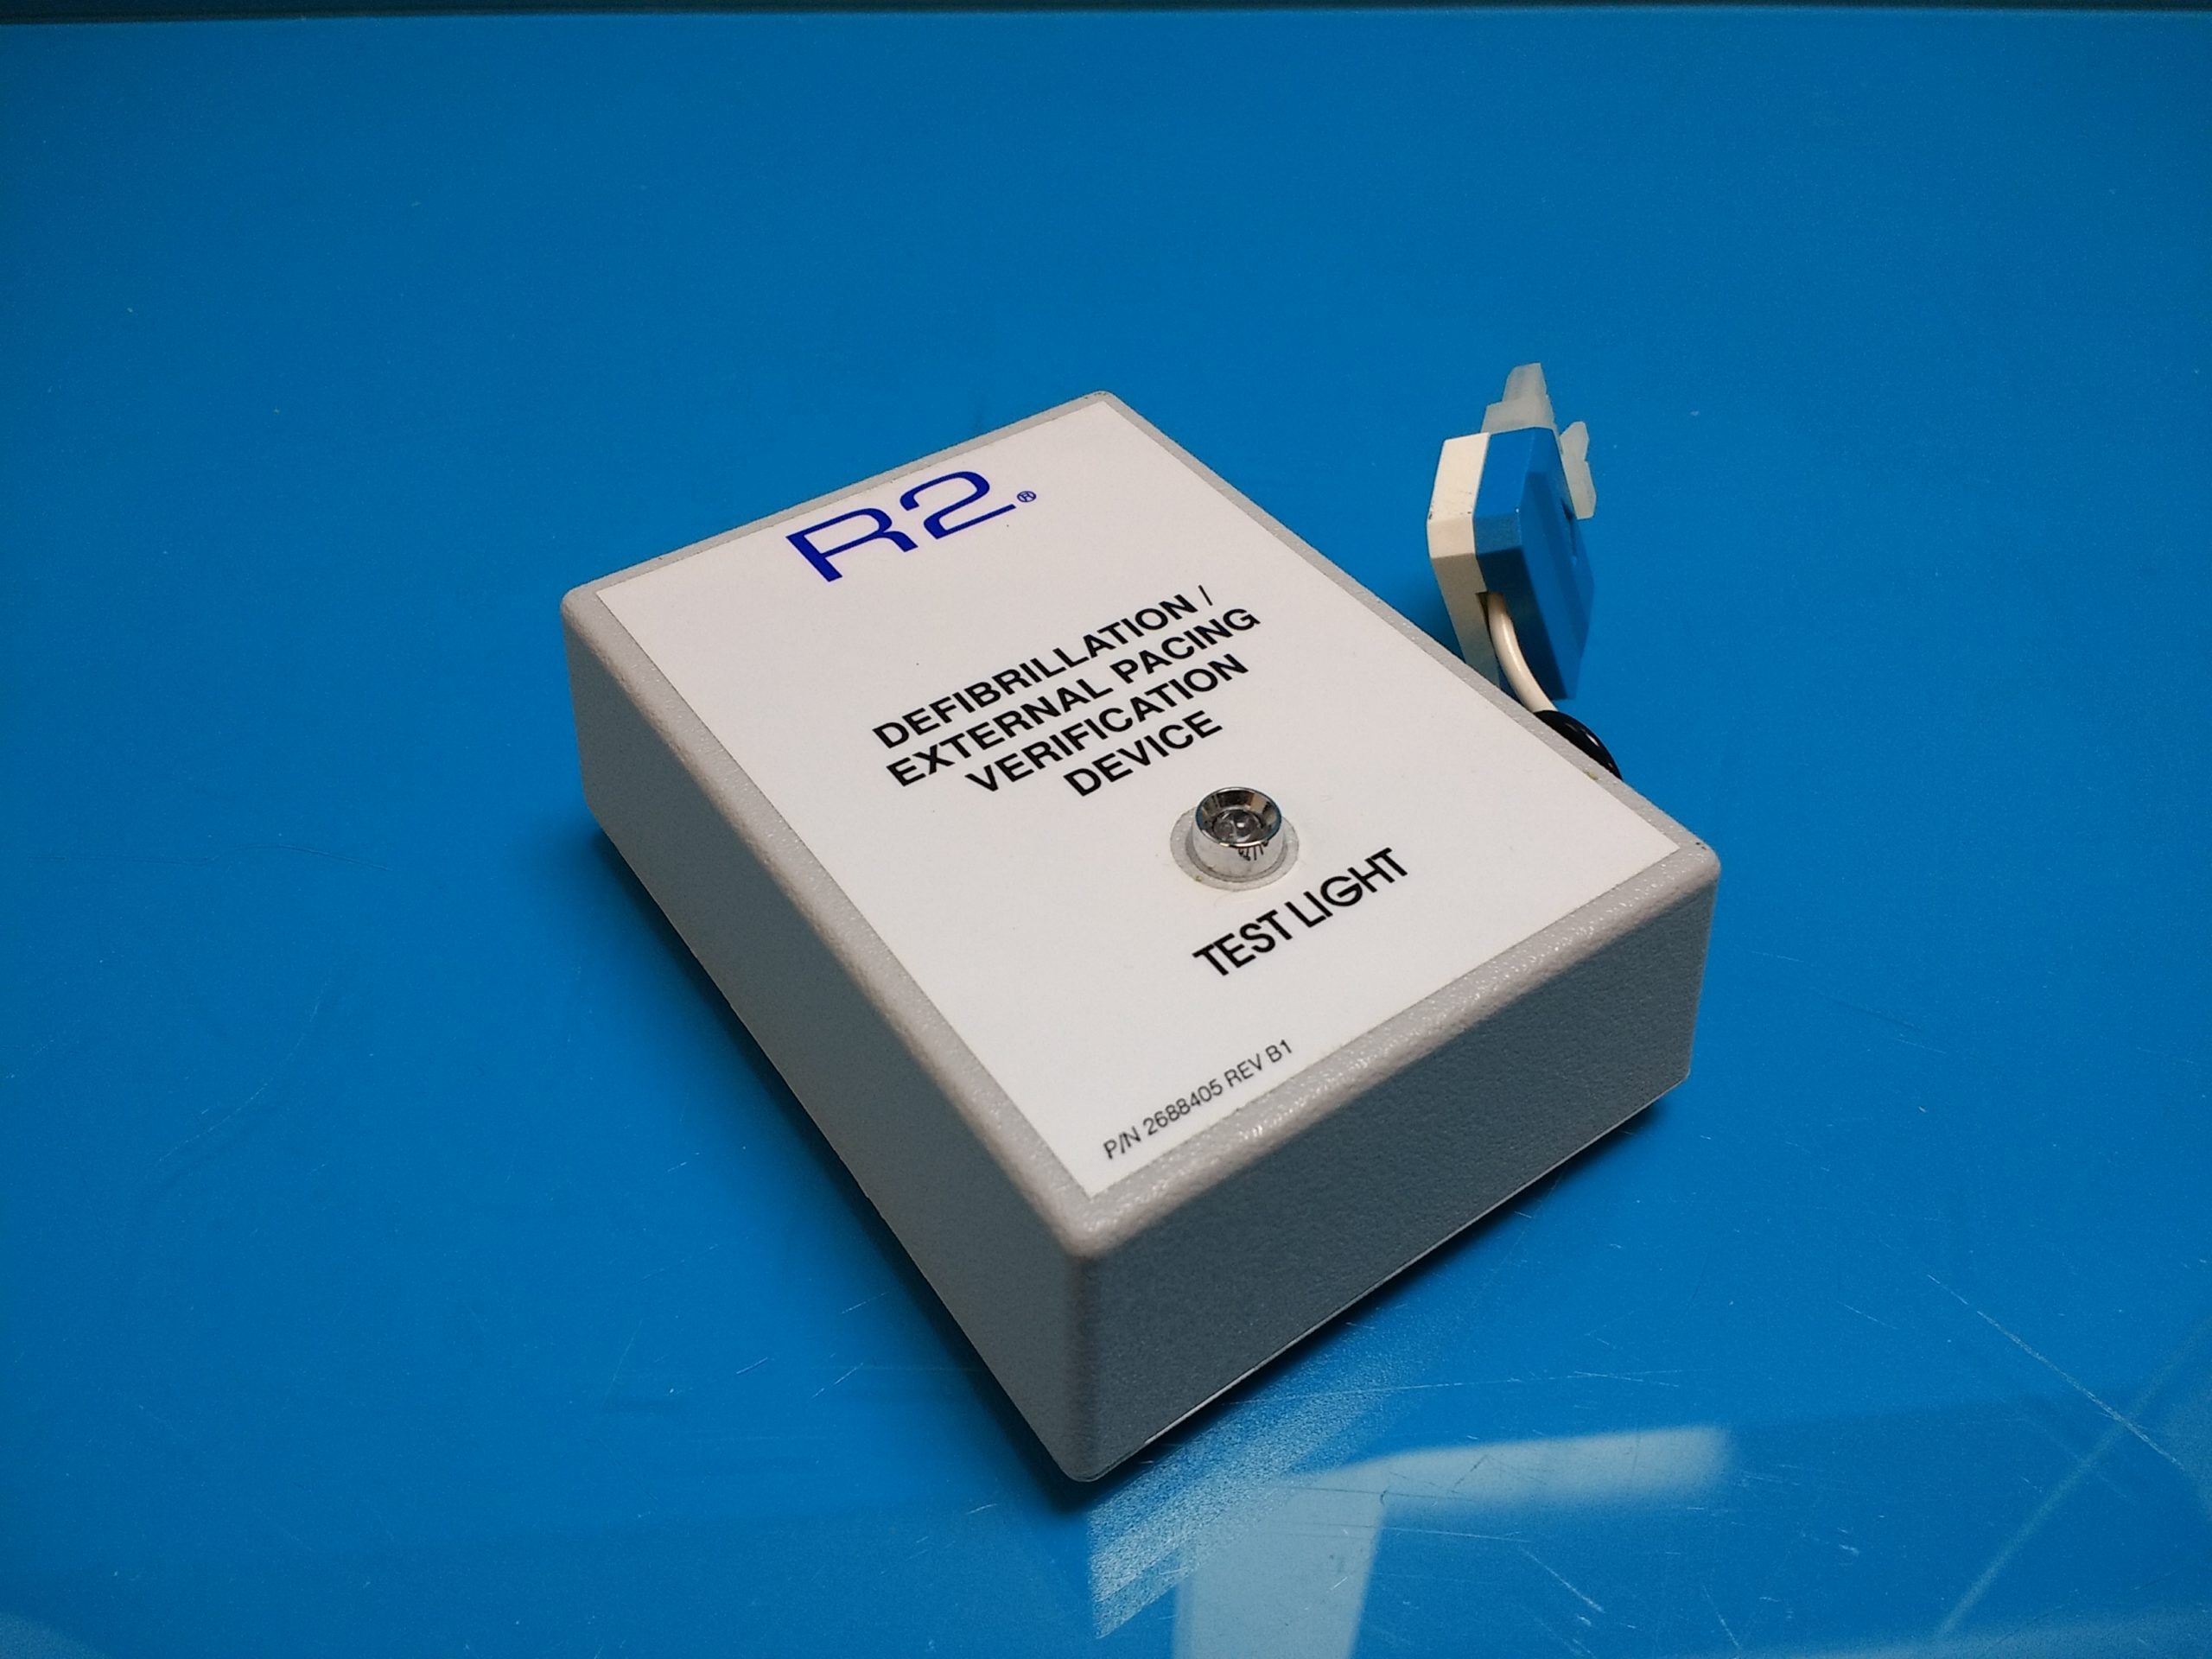 R2®
DEFIBRILLATION /
EXTERNAL PACING
VERIFICATION
DEVICE
TEST LIGHT
P/N 2688405 REV B1